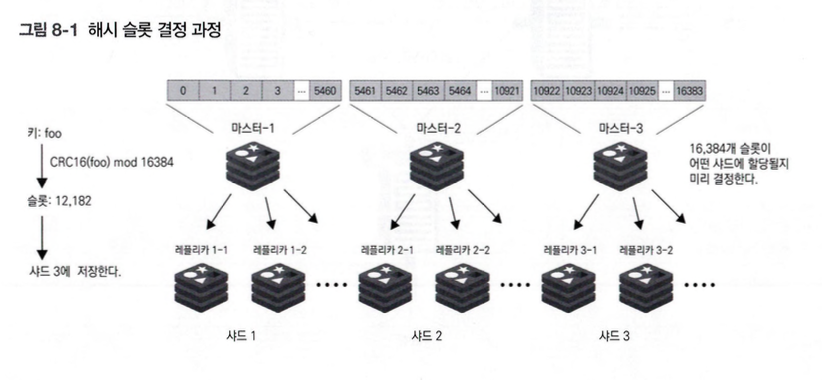 그림 8-1 해시 슬롯 결정 과정
0 1 2 3 ... 5460 5461 5462 5463 5464 ... 10921 10922 10923 10924 10925 ... 16383
키: foo
CRC16(foo) mod 16384
슬롯: 12,182
샤드 3에 저장한다.
마스터-1 마스터-2 마스터-3
16,384개 슬롯이
어떤 샤드에 할당될지
미리 결정한다.
레플리카 1-1 레플리카 1-2 레플리카 2-1 레플리카 2-2 레플리카 3-1 레플리카 3-2
샤드 1 샤드 2 샤드 3